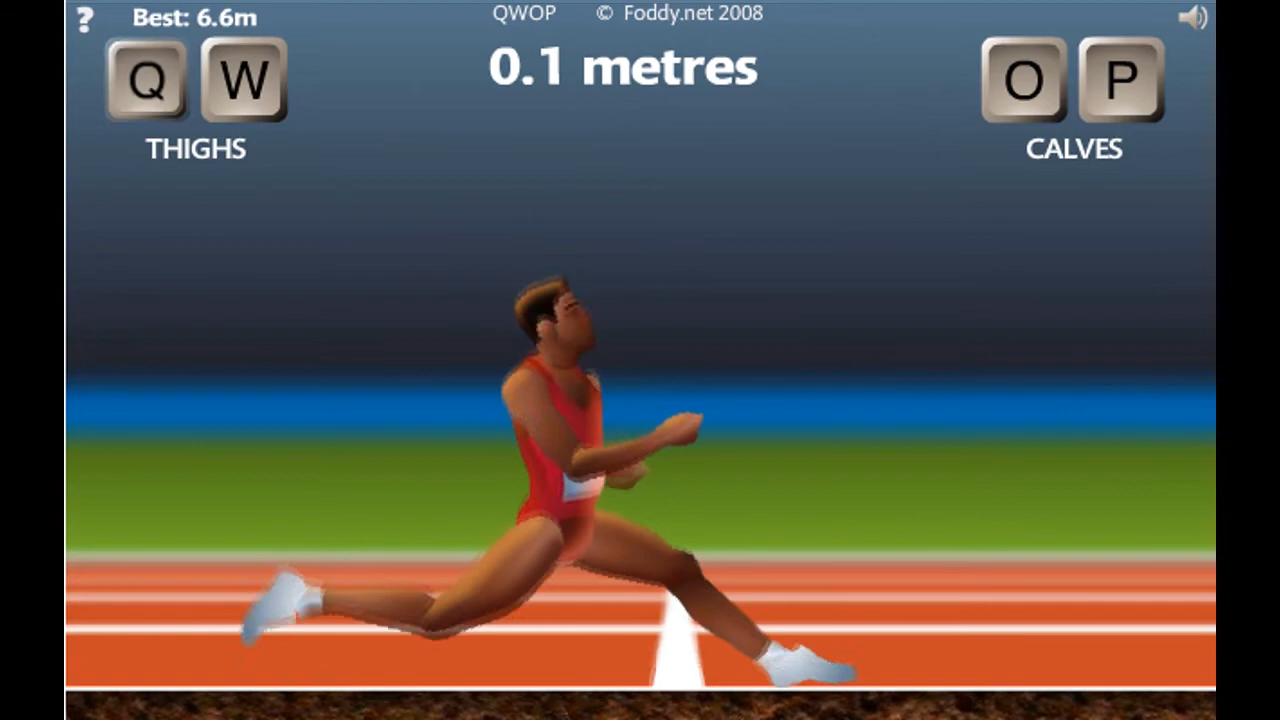 ? Best: 6.6m QWOP © Foddy.net 2008
Q W 0.1 metres O P
THIGHS CALVES